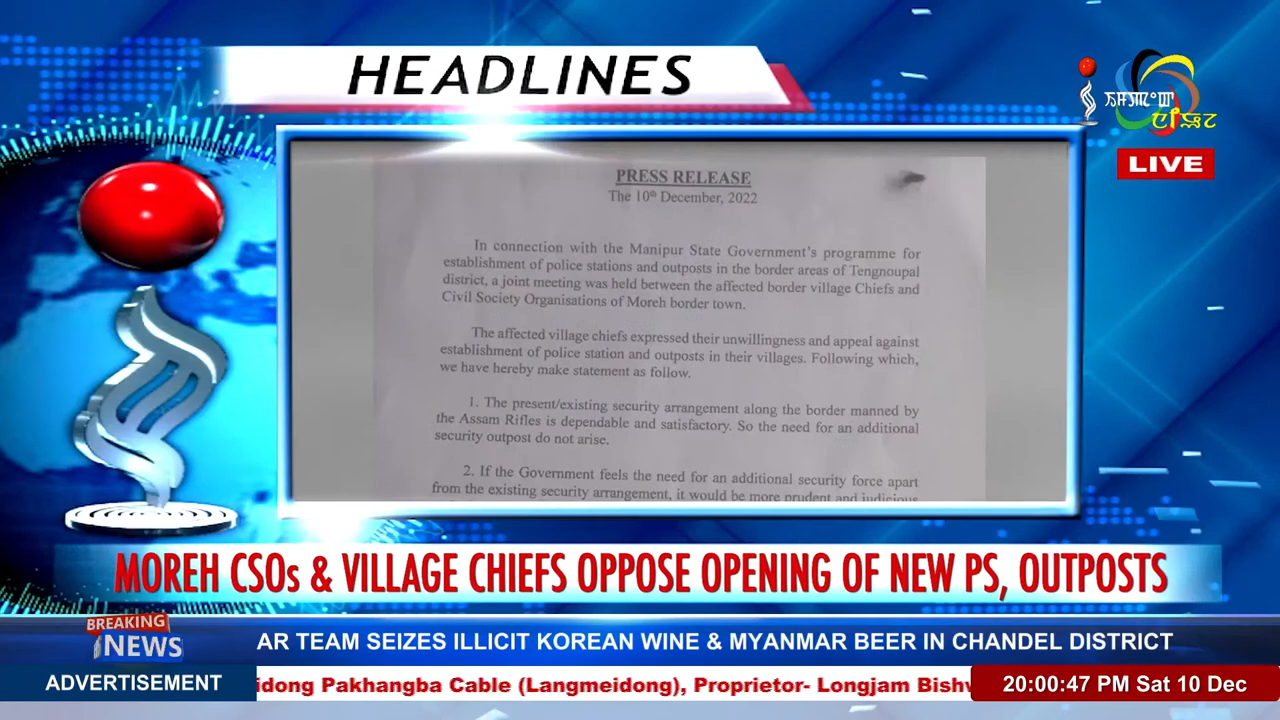 HEADLINES
LIVE
PRESS RELEASE
The 10th December, 2022
In connection with the Manipur State Government's programme for
establishment of police stations and outposts in the border areas of Tengnoupal
district, a joint meeting was held between the affected border village Chiefs and
Civil Society Organisations of Moreh border town.
The affected village chiefs expressed their unwillingness and appeal against
establishment of police station and outposts in their villages. Following which,
we have hereby make statement as follow.
1. The present/existing security arrangement along the border manned by
the Assam Rifles is dependable and satisfactory. So the need for an additional
security outpost do not arise.
2. If the Government feels the need for an additional security force apart
from the existing security arrangement, it would be more prudent and judicious
MOREH CSOs & VILLAGE CHIEFS OPPOSE OPENING OF NEW PS, OUTPOSTS
BREAKING
NEWS
AR TEAM SEIZES ILLICIT KOREAN WINE & MYANMAR BEER IN CHANDEL DISTRICT
ADVERTISEMENT
idong Pakhangba Cable (Langmeidong), Proprietor- Longjam Bishw
20:00:47 PM Sat 10 Dec